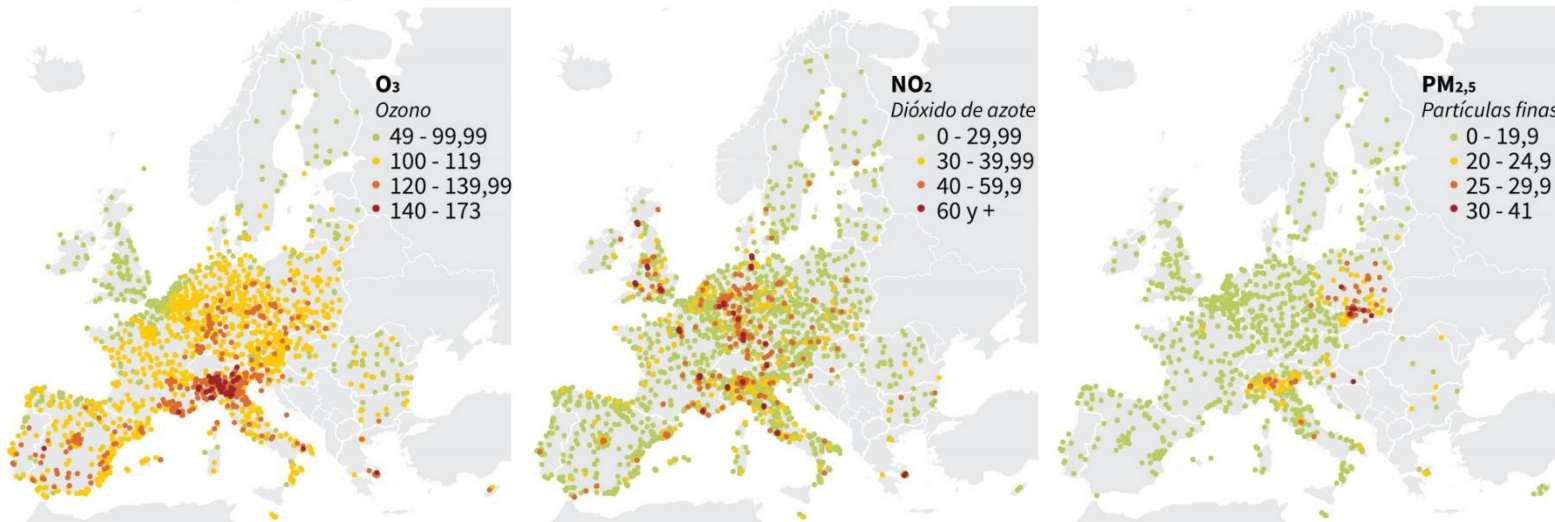 O3
Ozono
49 - 99,99
100 - 119
120 - 139,99
140 - 173
NO2
Dióxido de azote
0 - 29,99
30 - 39,99
40 - 59,9
60 y +
PM2,5
Partículas finas
0 - 19,9
20 - 24,9
25 - 29,9
30 - 41